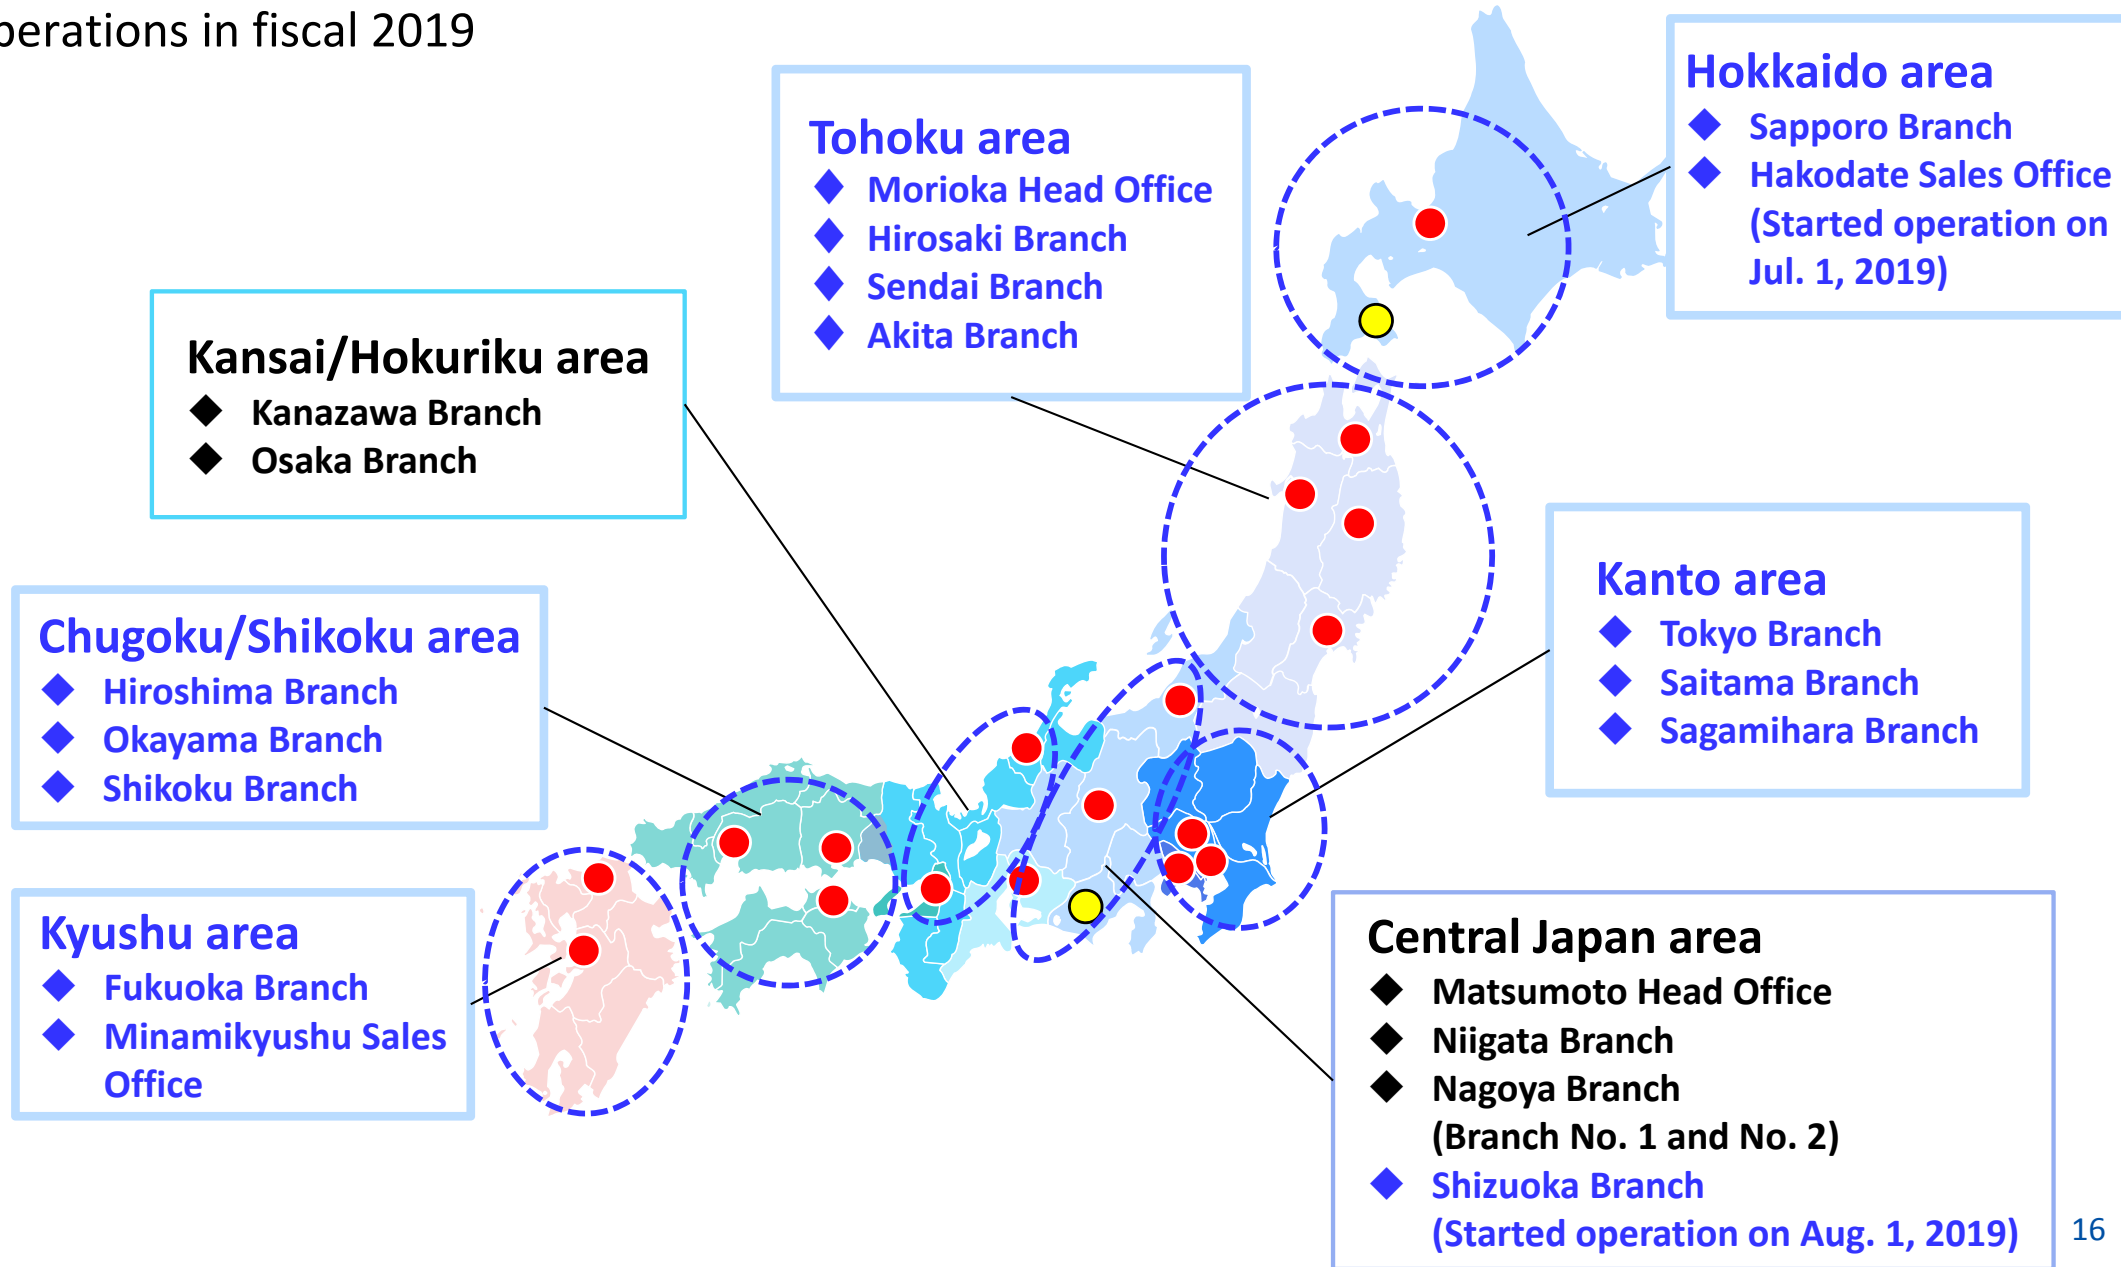 perations in fiscal 2019
Hokkaido area
◆ Sapporo Branch
◆ Hakodate Sales Office
(Started operation on
Jul. 1, 2019)
Tohoku area
◆ Morioka Head Office
◆ Hirosaki Branch
◆ Sendai Branch
◆ Akita Branch
Kansai/Hokuriku area
◆ Kanazawa Branch
◆ Osaka Branch
Kanto area
◆ Tokyo Branch
◆ Saitama Branch
◆ Sagamihara Branch
Chugoku/Shikoku area
◆ Hiroshima Branch
◆ Okayama Branch
◆ Shikoku Branch
Kyushu area
◆ Fukuoka Branch
◆ Minamikyushu Sales
Office
Central Japan area
◆ Matsumoto Head Office
◆ Niigata Branch
◆ Nagoya Branch
(Branch No. 1 and No. 2)
◆ Shizuoka Branch
(Started operation on Aug. 1, 2019)
16